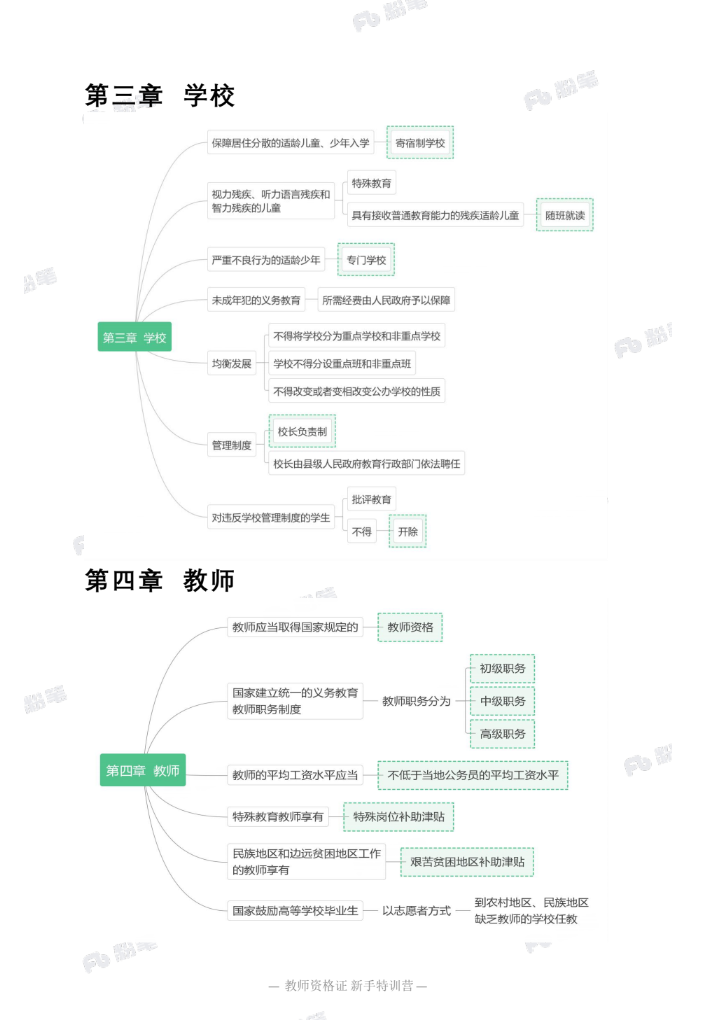 第三章 学校
保障居住分散的适龄儿童、少年入学
寄宿制学校
视力残疾、听力语言残疾和
智力残疾的儿童
特殊教育
具有接收普通教育能力的残疾适龄儿童
随班就读
严重不良行为的适龄少年
专门学校
未成年犯的义务教育
所需经费由人民政府予以保障
第三章 学校
均衡发展
不得将学校分为重点学校和非重点学校
学校不得分设重点班和非重点班
不得改变或者变相改变公办学校的性质
管理制度
校长负责制
校长由县级人民政府教育行政部门依法聘任
对违反学校管理制度的学生
批评教育
不得
开除
第四章 教师
教师应当取得国家规定的
教师资格
国家建立统一的义务教育
教师职务制度
教师职务分为
初级职务
中级职务
高级职务
第四章 教师
教师的平均工资水平应当
不低于当地公务员的平均工资水平
特殊教育教师享有
特殊岗位补助津贴
民族地区和边远贫困地区工作
的教师享有
艰苦贫困地区补助津贴
国家鼓励高等学校毕业生
以志愿者方式
到农村地区、民族地区
缺乏教师的学校任教
— 教师资格证 新手特训营 —
粉笔